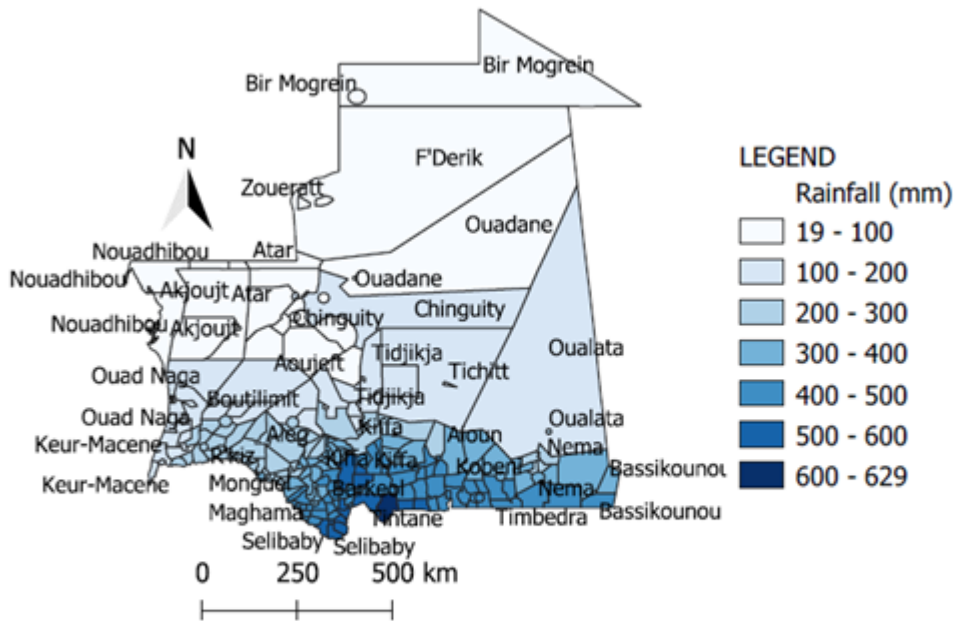 Bir Mogrein
Bir Mogrein
F'Derik
N
Zoueratt
Ouadane
Nouadhibou
Atar
Nouadhibou
Ouadane
Akjoujt
Atar
Chinguity
Chinguity
Nouadhibou
Akjoujt
Oualata
Aoujeft
Tidjikja
Tichitt
Ouad Naga
Boutilimit
Tidjikja
Ouad Naga
Oualata
Keur-Macene
Aleg
Kiffa
Aioun
Nema
R'kiz
Kiffa
Kiffa
Kobeni
Bassikounou
Keur-Macene
Monguel
Barkeol
Nema
Maghama
Tintane
Timbedra
Bassikounou
Selibaby
Selibaby
0 250 500 km
LEGEND
Rainfall (mm)
19 - 100
100 - 200
200 - 300
300 - 400
400 - 500
500 - 600
600 - 629